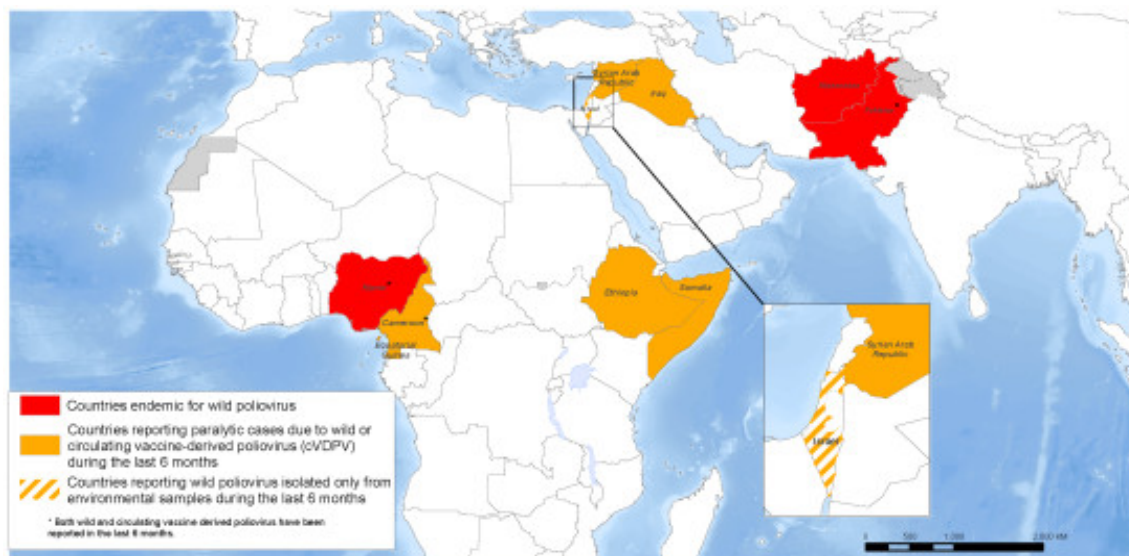 Syrian Arab
Republic
Iraq
Ethiopia
Somalia
Cameroon
Equatorial
Guinea
Syrian Arab
Republic
Israel
Countries endemic for wild poliovirus
Countries reporting paralytic cases due to wild or
circulating vaccine-derived poliovirus (cVDPV)
during the last 6 months
Countries reporting wild poliovirus isolated only from
environmental samples during the last 6 months
* Both wild and circulating vaccine derived poliovirus have been
reported in the last 6 months.
0 500 1,000 2,000 KM